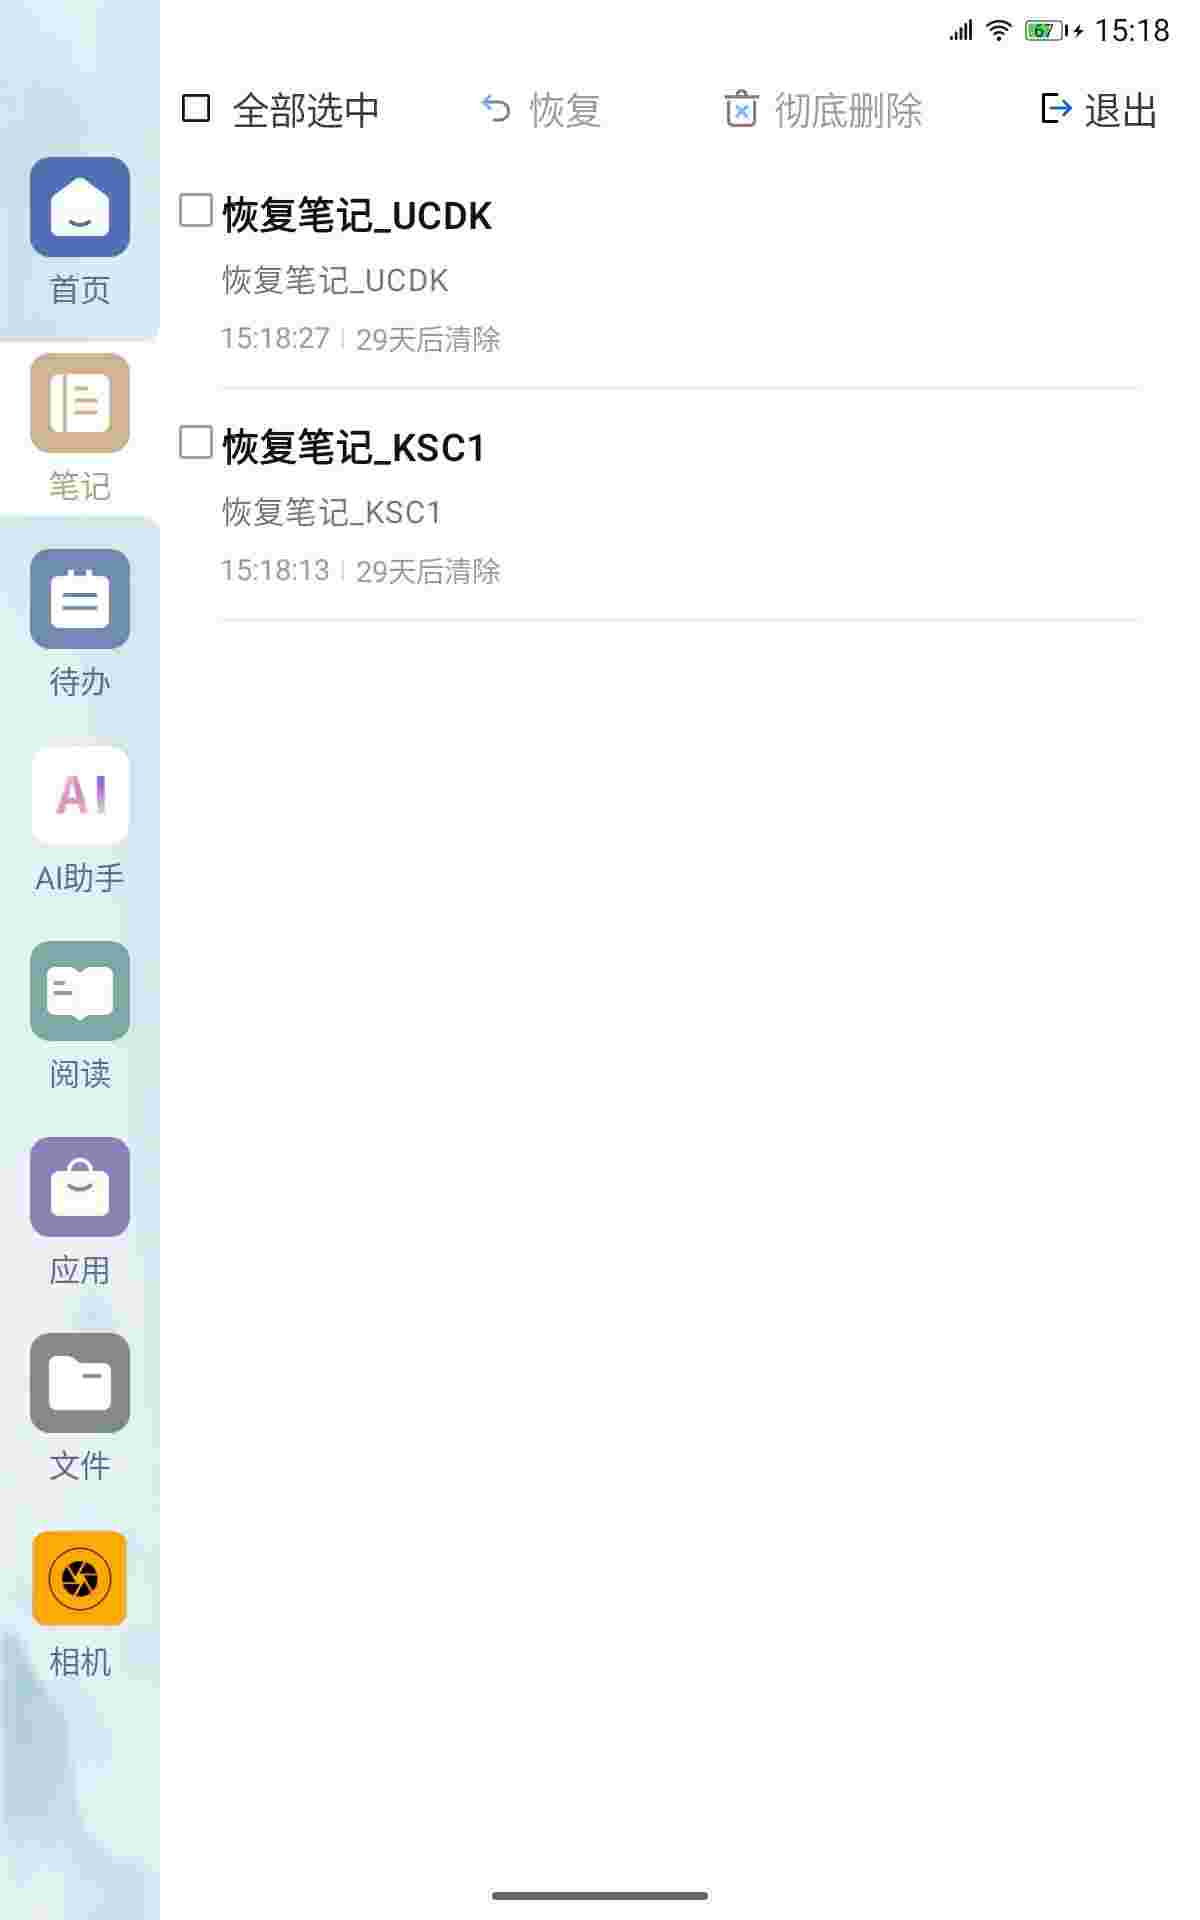 67 15:18
全部选中 恢复 彻底删除 退出
恢复笔记_UCDK
恢复笔记_UCDK
15:18:27 | 29天后清除
恢复笔记_KSC1
恢复笔记_KSC1
15:18:13 | 29天后清除
首页
笔记
待办
AI
AI助手
阅读
应用
文件
相机